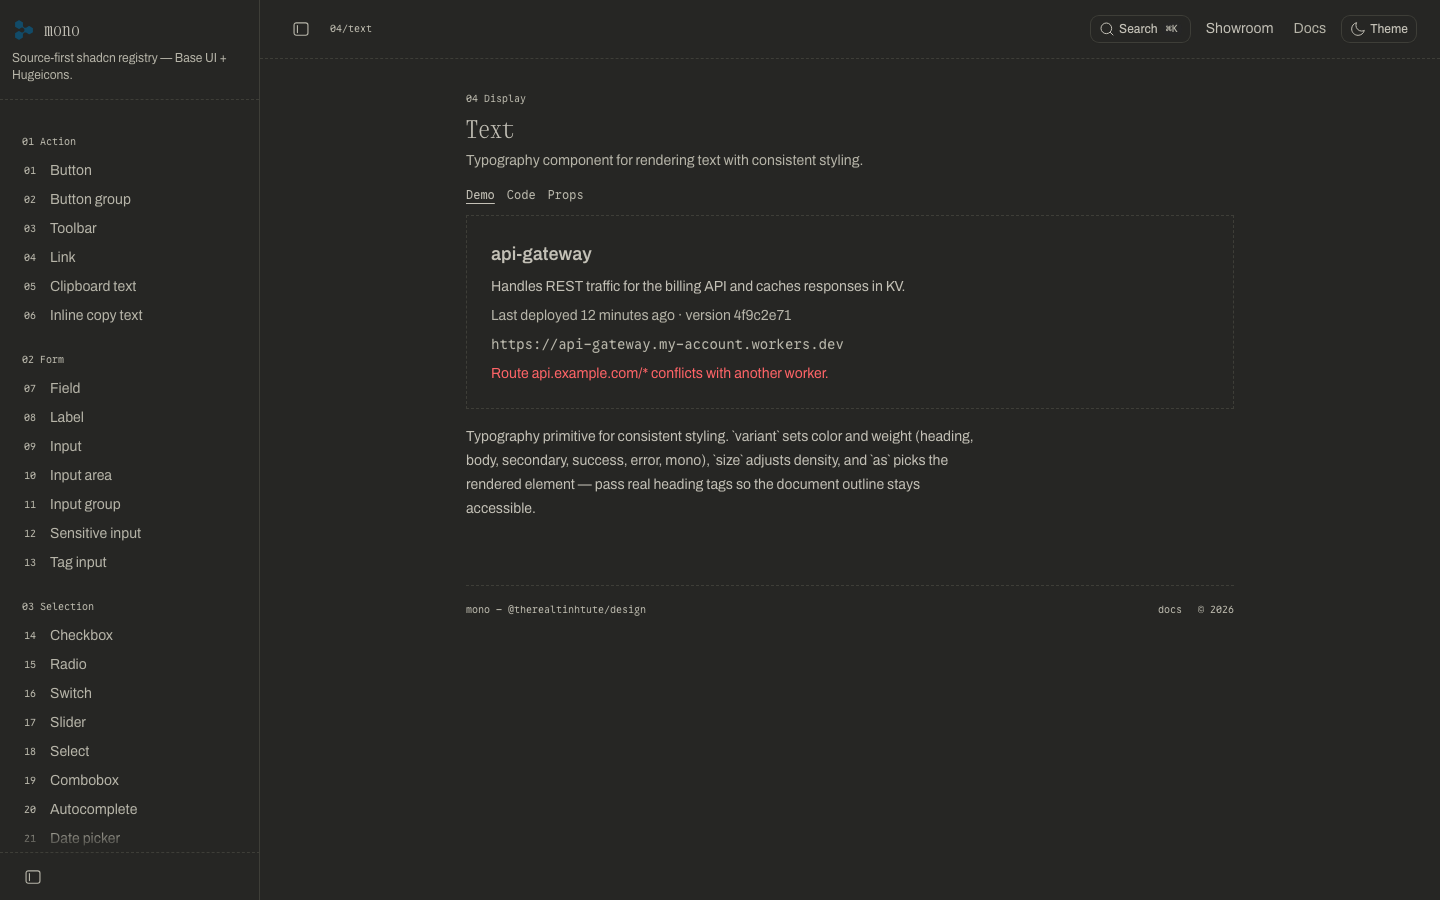 mono
Source-first shadcn registry — Base UI +
Hugeicons.
01 Action
01 Button
02 Button group
03 Toolbar
04 Link
05 Clipboard text
06 Inline copy text
02 Form
07 Field
08 Label
09 Input
10 Input area
11 Input group
12 Sensitive input
13 Tag input
03 Selection
14 Checkbox
15 Radio
16 Switch
17 Slider
18 Select
19 Combobox
20 Autocomplete
21 Date picker
04/text
Search ⌘K
Showroom
Docs
Theme
04 Display
Text
Typography component for rendering text with consistent styling.
Demo Code Props
api-gateway
Handles REST traffic for the billing API and caches responses in KV.
Last deployed 12 minutes ago · version 4f9c2e71
https://api-gateway.my-account.workers.dev
Route api.example.com/* conflicts with another worker.
Typography primitive for consistent styling. `variant` sets color and weight (heading,
body, secondary, success, error, mono), `size` adjusts density, and `as` picks the
rendered element — pass real heading tags so the document outline stays
accessible.
mono — @therealtinhtute/design
docs © 2026